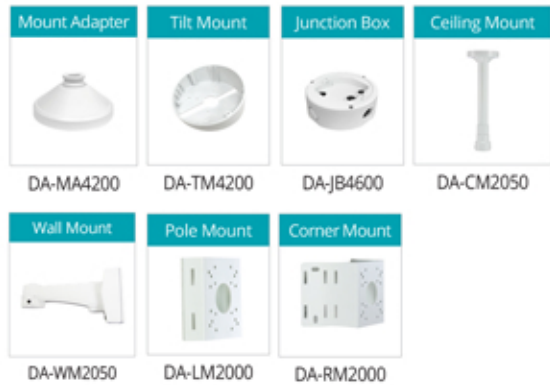 Mount Adapter
Tilt Mount
Junction Box
Ceiling Mount
DA-MA4200
DA-TM4200
DA-JB4600
DA-CM2050
Wall Mount
Pole Mount
Corner Mount
DA-WM2050
DA-LM2000
DA-RM2000